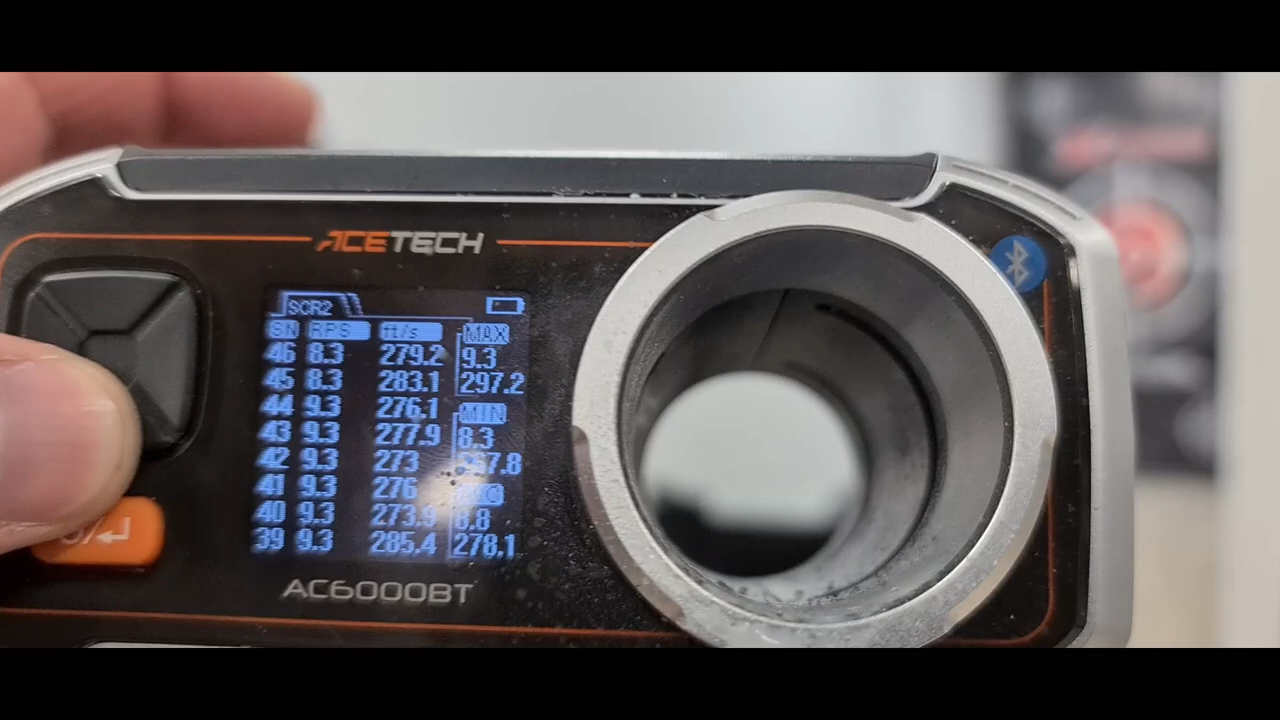 ACETECH
SCR2
SN RPS ft/s MAX
46 8.3 279.2 9.3
45 8.3 283.1 297.2
44 9.3 276.1 MIN
43 9.3 277.9 8.3
42 9.3 273
41 9.3 276
40 9.3 273.9 8.8
39 9.3 285.4 278.1
AC6000BT